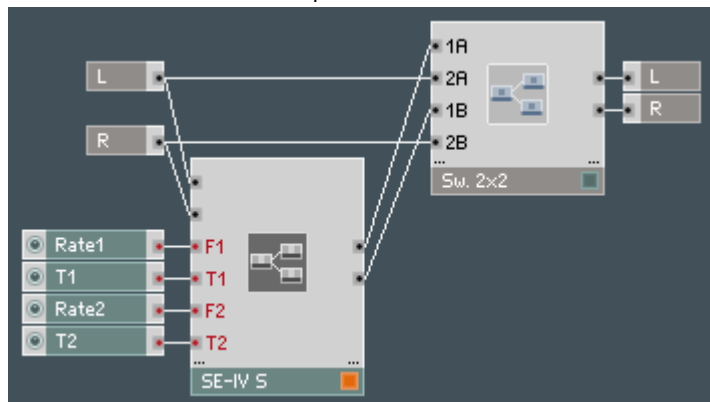 1A
L
2A
L
1B
R
R
2B
Sw. 2x2
Rate1
F1
T1
T1
Rate2
F2
T2
T2
SE-IV S